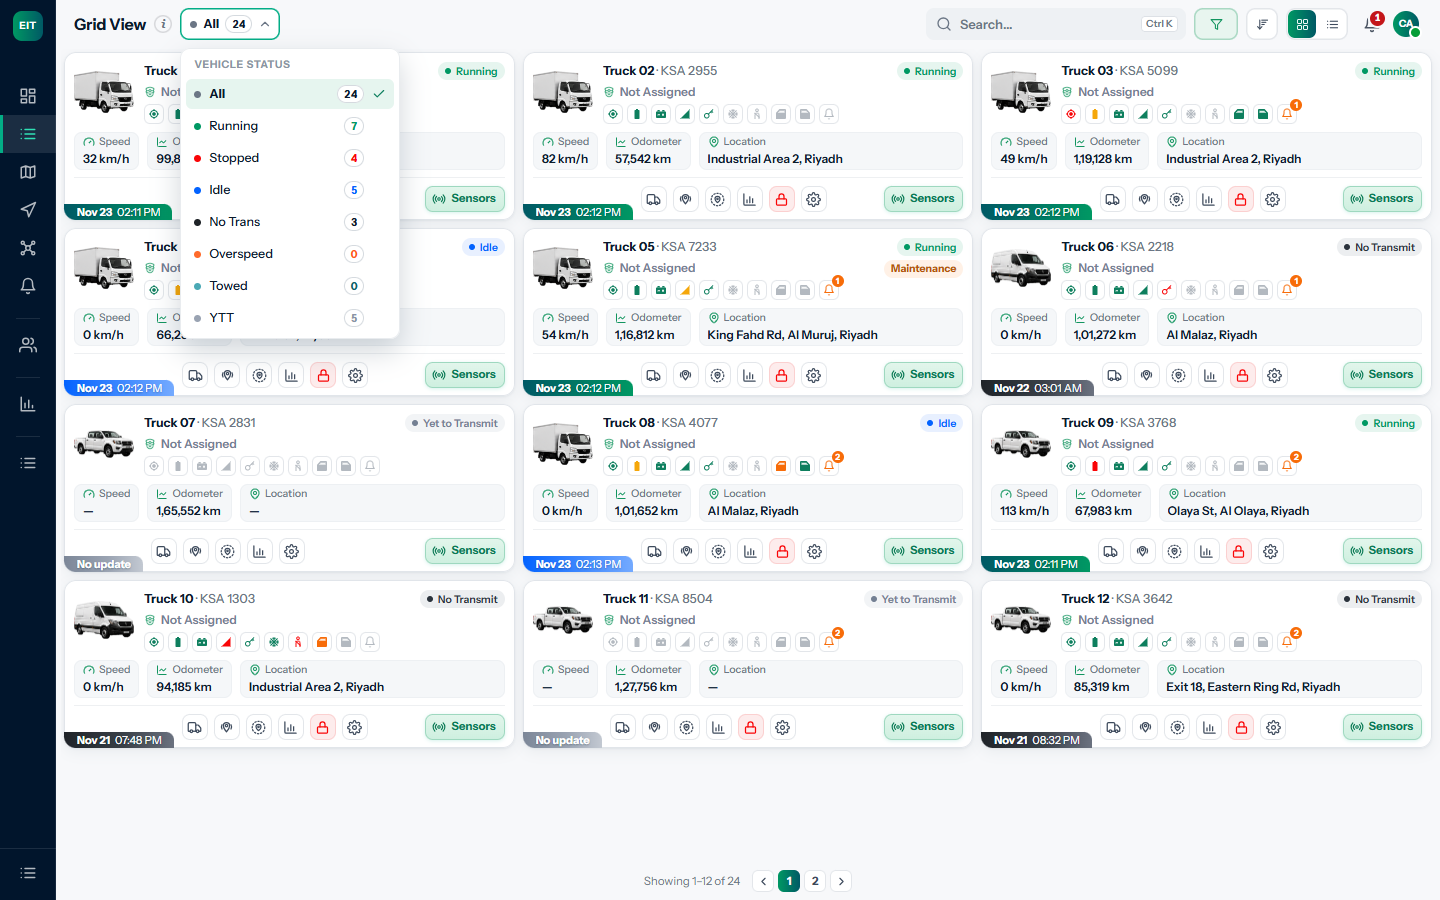 EIT
Grid View
i
All 24
Search...
Ctrl K
1
CA
VEHICLE STATUS
All 24
Running 7
Stopped 4
Idle 5
No Trans 3
Overspeed 0
Towed 0
YTT 5
Truck
Running
Not
Speed
32 km/h
99,8
Nov 23 02:11 PM
Sensors
Truck 02 · KSA 2955
Running
Not Assigned
Speed
82 km/h
Odometer
57,542 km
Location
Industrial Area 2, Riyadh
Nov 23 02:12 PM
Sensors
Truck 03 · KSA 5099
Running
Not Assigned
1
Speed
49 km/h
Odometer
1,19,128 km
Location
Industrial Area 2, Riyadh
Nov 23 02:12 PM
Sensors
Truck
Idle
Not
Speed
0 km/h
Nov 23 02:12 PM
Sensors
Truck 05 · KSA 7233
Running
Not Assigned
Maintenance
1
Speed
54 km/h
Odometer
1,16,812 km
Location
King Fahd Rd, Al Muruj, Riyadh
Nov 23 02:12 PM
Sensors
Truck 06 · KSA 2218
No Transmit
Not Assigned
1
Speed
0 km/h
Odometer
1,01,272 km
Location
Al Malaz, Riyadh
Nov 22 03:01 AM
Sensors
Truck 07 · KSA 2831
Yet to Transmit
Not Assigned
Speed
—
Odometer
1,65,552 km
Location
—
No update
Sensors
Truck 08 · KSA 4077
Idle
Not Assigned
2
Speed
0 km/h
Odometer
1,01,652 km
Location
Al Malaz, Riyadh
Nov 23 02:13 PM
Sensors
Truck 09 · KSA 3768
Running
Not Assigned
2
Speed
113 km/h
Odometer
67,983 km
Location
Olaya St, Al Olaya, Riyadh
Nov 23 02:11 PM
Sensors
Truck 10 · KSA 1303
No Transmit
Not Assigned
Speed
0 km/h
Odometer
94,185 km
Location
Industrial Area 2, Riyadh
Nov 21 07:48 PM
Sensors
Truck 11 · KSA 8504
Yet to Transmit
Not Assigned
2
Speed
—
Odometer
1,27,756 km
Location
—
No update
Sensors
Truck 12 · KSA 3642
No Transmit
Not Assigned
2
Speed
0 km/h
Odometer
85,319 km
Location
Exit 18, Eastern Ring Rd, Riyadh
Nov 21 08:32 PM
Sensors
Showing 1–12 of 24
1
2